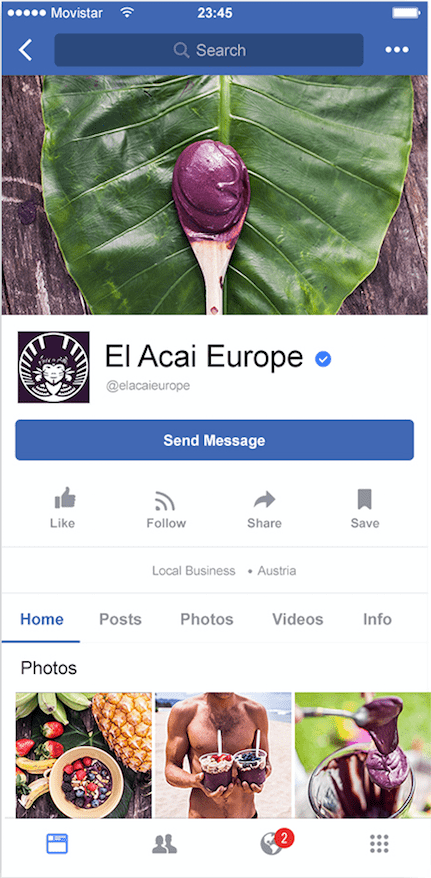 Movistar 23:45
Search
El Acai Europe
@elacaieurope
Send Message
Like Follow Share Save
Local Business • Austria
Home Posts Photos Videos Info
Photos
2